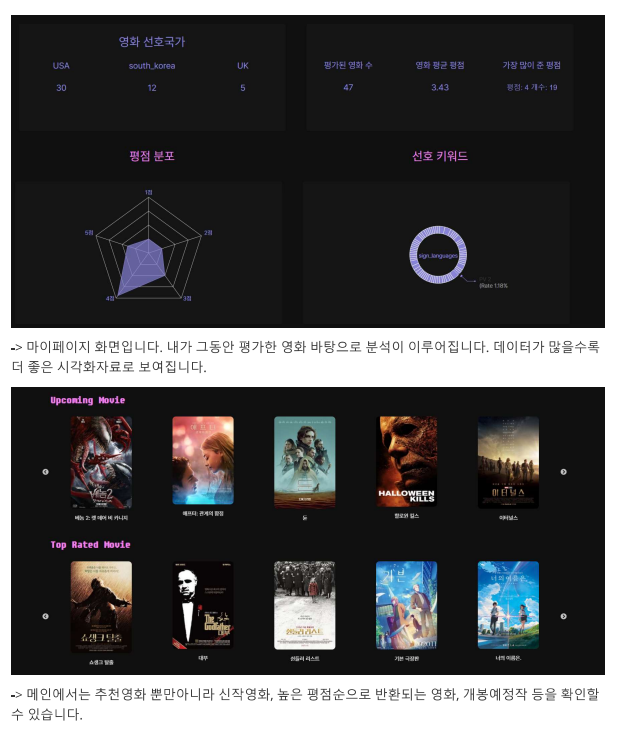 영화 선호국가
USA south_korea UK
30 12 5
평가된 영화 수 영화 평균 평점 가장 많이 준 평점
47 3.43 평점: 4 개수: 19
평점 분포
선호 키워드
1점
5점 2점
4점 3점
sign_languages
(Rate 1.18%
-> 마이페이지 화면입니다. 내가 그동안 평가한 영화 바탕으로 분석이 이루어집니다. 데이터가 많을수록
더 좋은 시각화자료로 보여집니다.
Upcoming Movie
베놈 2
HALLOWEEN
KILLS
이터널스
베놈 2: 렛 데어 비 카니지 애프터: 관계의 함정 듄 할로윈 킬즈 이터널스
Top Rated Movie
쇼생크 탈출
The
Godfather
쉰들러 리스트
기븐
너의 이름은.
쇼생크 탈출 대부 쉰들러 리스트 기븐 극장판 너의 이름은.
-> 메인에서는 추천영화 뿐만아니라 신작영화, 높은 평점순으로 반환되는 영화, 개봉예정작 등을 확인할
수 있습니다.